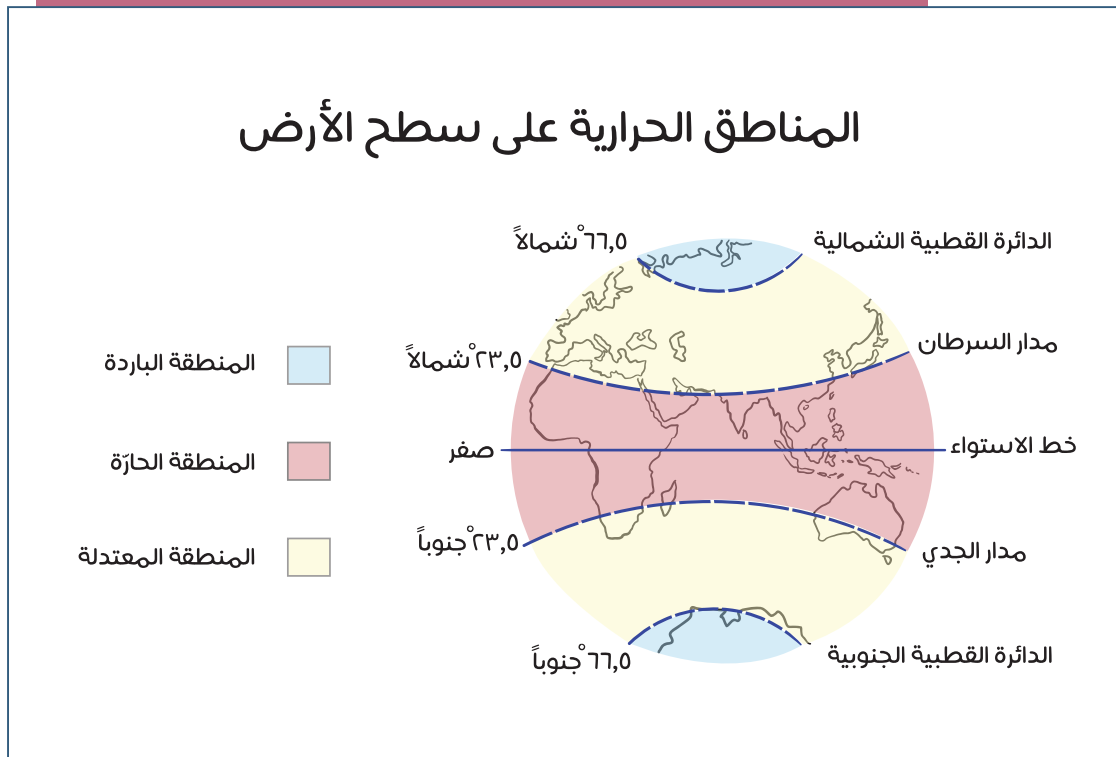 المناطق الحرارية على سطح الأرض
الدائرة القطبية الشمالية
٦٦,٥°شمالاً
مدار السرطان
٢٣,٥°شمالاً
خط الاستواء
صفر
مدار الجدي
٢٣,٥°جنوباً
الدائرة القطبية الجنوبية
٦٦,٥°جنوباً
المنطقة الباردة
المنطقة الحارّة
المنطقة المعتدلة